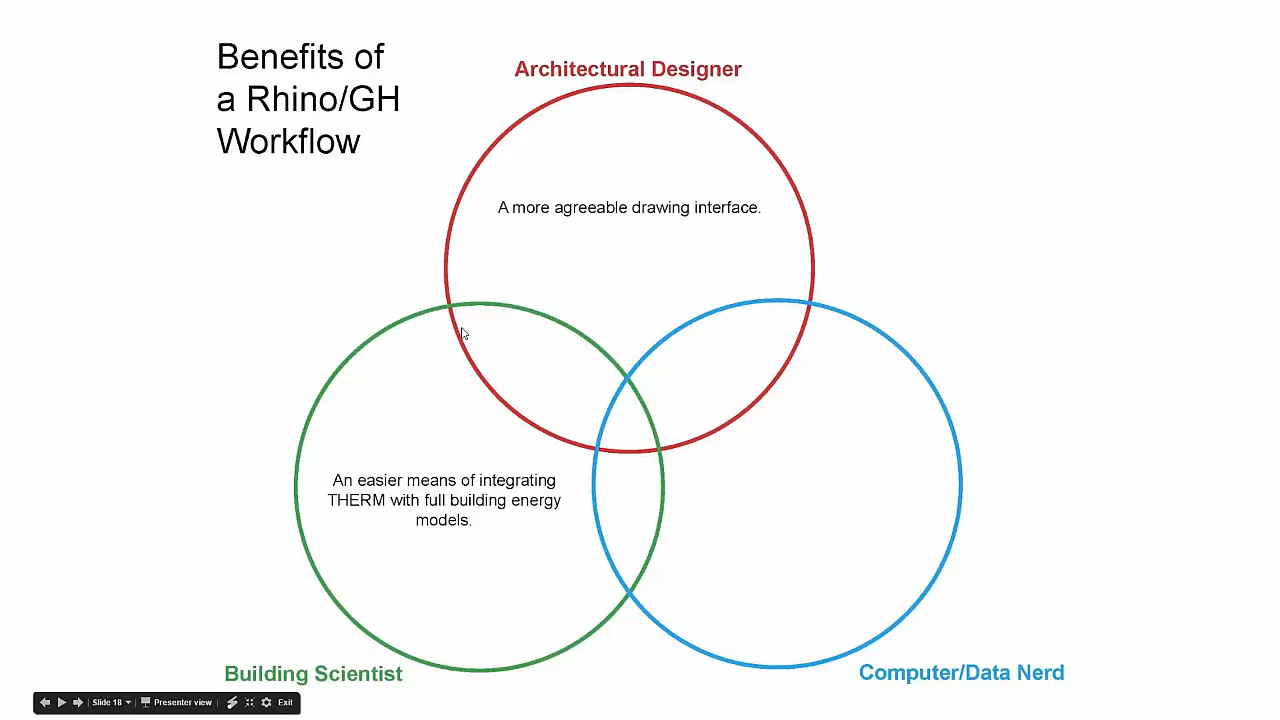 Benefits of
a Rhino/GH
Workflow
Architectural Designer
A more agreeable drawing interface.
An easier means of integrating
THERM with full building energy
models.
Building Scientist
Computer/Data Nerd
Slide 18
Presenter view
Exit